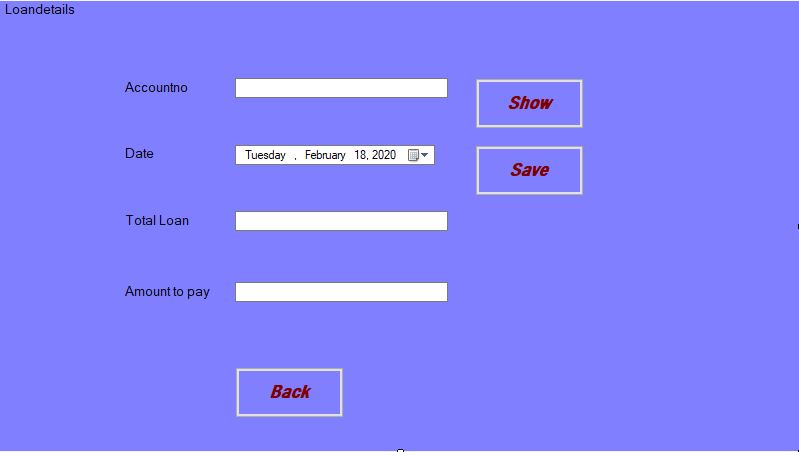 Loandetails
Accountno
Show
Date
Tuesday , February 18, 2020
Save
Total Loan
Amount to pay
Back